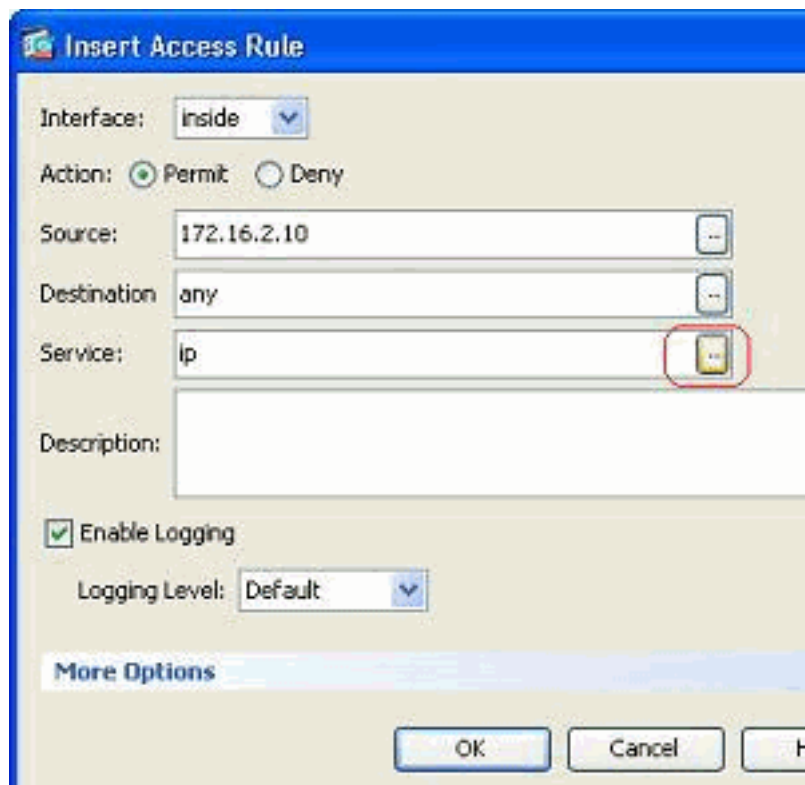 Insert Access Rule
Interface: inside
Action: Permit Deny
Source: 172.16.2.10 ...
Destination any ...
Service: ip ...
Description:
Enable Logging
Logging Level: Default
More Options
OK Cancel H